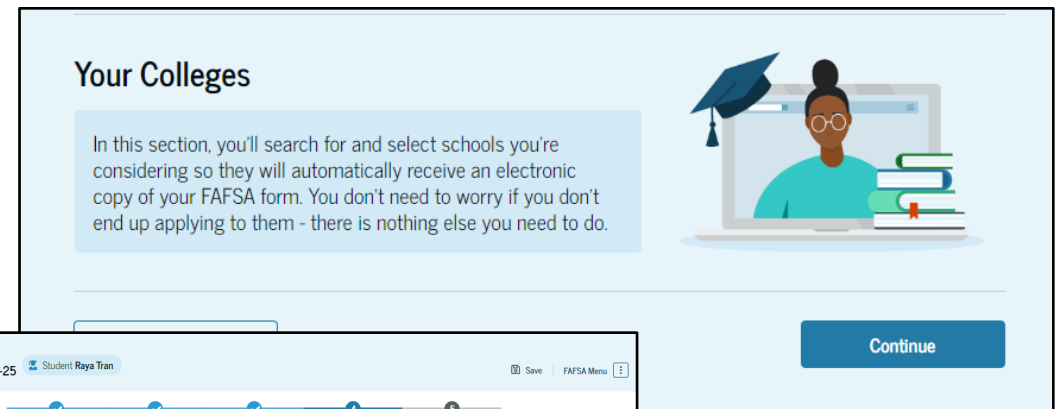 Your Colleges
In this section, you'll search for and select schools you're
considering so they will automatically receive an electronic
copy of your FAFSA form. You don't need to worry if you don't
end up applying to them - there is nothing else you need to do.
Continue
-25 Student Raya Tran Save FAFSA Menu
4 5